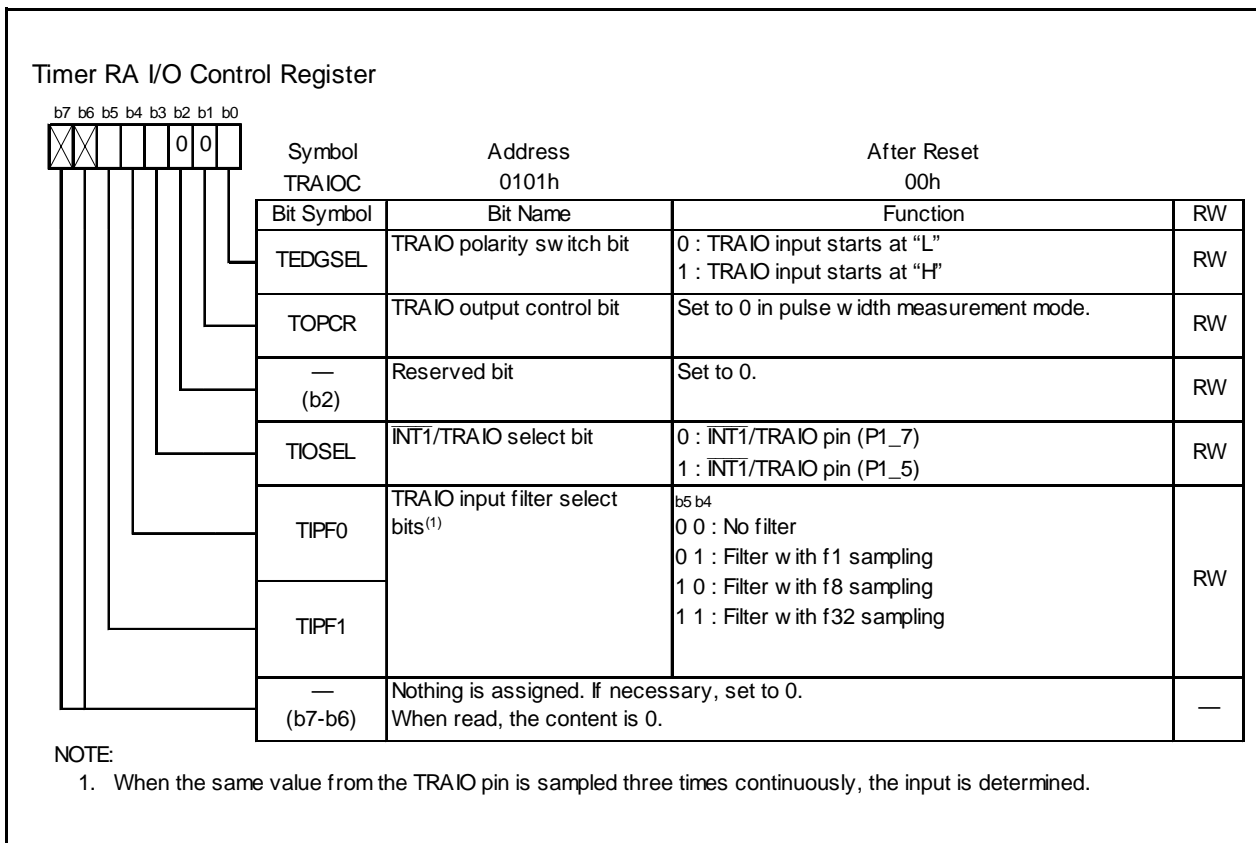 Timer RA I/O Control Register
b7 b6 b5 b4 b3 b2 b1 b0
0 0
Symbol Address After Reset
TRAIOC 0101h 00h
Bit Symbol Bit Name Function RW
TEDGSEL TRAIO polarity switch bit 0 : TRAIO input starts at “L” RW
1 : TRAIO input starts at “H”
TOPCR TRAIO output control bit Set to 0 in pulse width measurement mode. RW
— Reserved bit Set to 0. RW
(b2)
TIOSEL INT1/TRAIO select bit 0 : INT1/TRAIO pin (P1_7) RW
1 : INT1/TRAIO pin (P1_5)
TIPF0 TRAIO input filter select b5 b4 RW
bits(1) 0 0 : No filter
0 1 : Filter with f1 sampling
1 0 : Filter with f8 sampling
TIPF1 1 1 : Filter with f32 sampling
— Nothing is assigned. If necessary, set to 0. —
(b7-b6) When read, the content is 0.
NOTE:
1. When the same value from the TRAIO pin is sampled three times continuously, the input is determined.